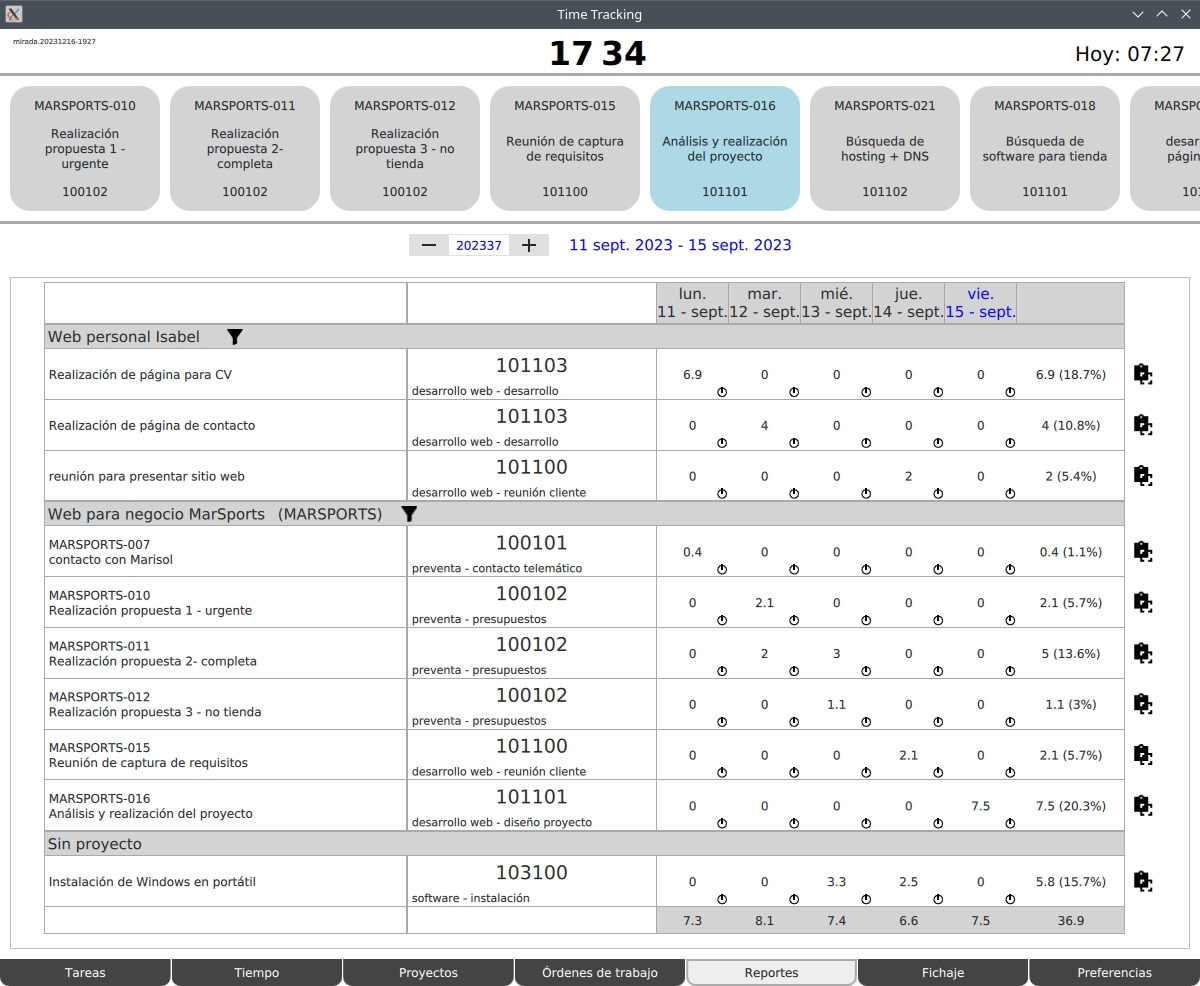 Time Tracking
mirada.20231216-1927
17 34
Hoy: 07:27
MARSPORTS-010
Realización
propuesta 1 -
urgente
100102
MARSPORTS-011
Realización
propuesta 2-
completa
100102
MARSPORTS-012
Realización
propuesta 3 - no
tienda
100102
MARSPORTS-015
Reunión de captura
de requisitos
101100
MARSPORTS-016
Análisis y realización
del proyecto
101101
MARSPORTS-021
Búsqueda de
hosting + DNS
101102
MARSPORTS-018
Búsqueda de
software para tienda
101101
MARSPO
desar
págin
101
202337
11 sept. 2023 - 15 sept. 2023
lun. mar. mié. jue. vie.
11 - sept. 12 - sept. 13 - sept. 14 - sept. 15 - sept.
Web personal Isabel
Realización de página para CV
101103
desarrollo web - desarrollo
6.9 0 0 0 0 6.9 (18.7%)
Realización de página de contacto
101103
desarrollo web - desarrollo
0 4 0 0 0 4 (10.8%)
reunión para presentar sitio web
101100
desarrollo web - reunión cliente
0 0 0 2 0 2 (5.4%)
Web para negocio MarSports (MARSPORTS)
MARSPORTS-007
contacto con Marisol
100101
preventa - contacto telemático
0.4 0 0 0 0 0.4 (1.1%)
MARSPORTS-010
Realización propuesta 1 - urgente
100102
preventa - presupuestos
0 2.1 0 0 0 2.1 (5.7%)
MARSPORTS-011
Realización propuesta 2- completa
100102
preventa - presupuestos
0 2 3 0 0 5 (13.6%)
MARSPORTS-012
Realización propuesta 3 - no tienda
100102
preventa - presupuestos
0 0 1.1 0 0 1.1 (3%)
MARSPORTS-015
Reunión de captura de requisitos
101100
desarrollo web - reunión cliente
0 0 0 2.1 0 2.1 (5.7%)
MARSPORTS-016
Análisis y realización del proyecto
101101
desarrollo web - diseño proyecto
0 0 0 0 7.5 7.5 (20.3%)
Sin proyecto
Instalación de Windows en portátil
103100
software - instalación
0 0 3.3 2.5 0 5.8 (15.7%)
7.3 8.1 7.4 6.6 7.5 36.9
Tareas Tiempo Proyectos Órdenes de trabajo Reportes Fichaje Preferencias